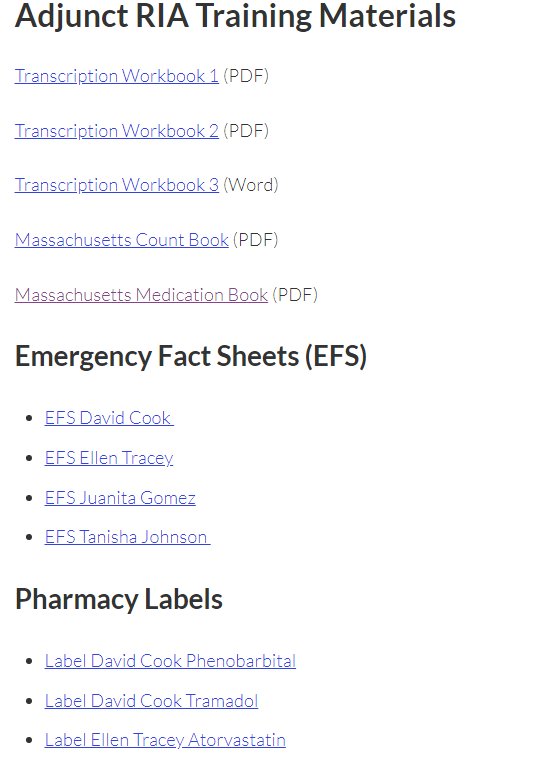 Adjunct RIA Training Materials
Transcription Workbook 1 (PDF)
Transcription Workbook 2 (PDF)
Transcription Workbook 3 (Word)
Massachusetts Count Book (PDF)
Massachusetts Medication Book (PDF)
Emergency Fact Sheets (EFS)
• EFS David Cook
• EFS Ellen Tracey
• EFS Juanita Gomez
• EFS Tanisha Johnson
Pharmacy Labels
• Label David Cook Phenobarbital
• Label David Cook Tramadol
• Label Ellen Tracey Atorvastatin